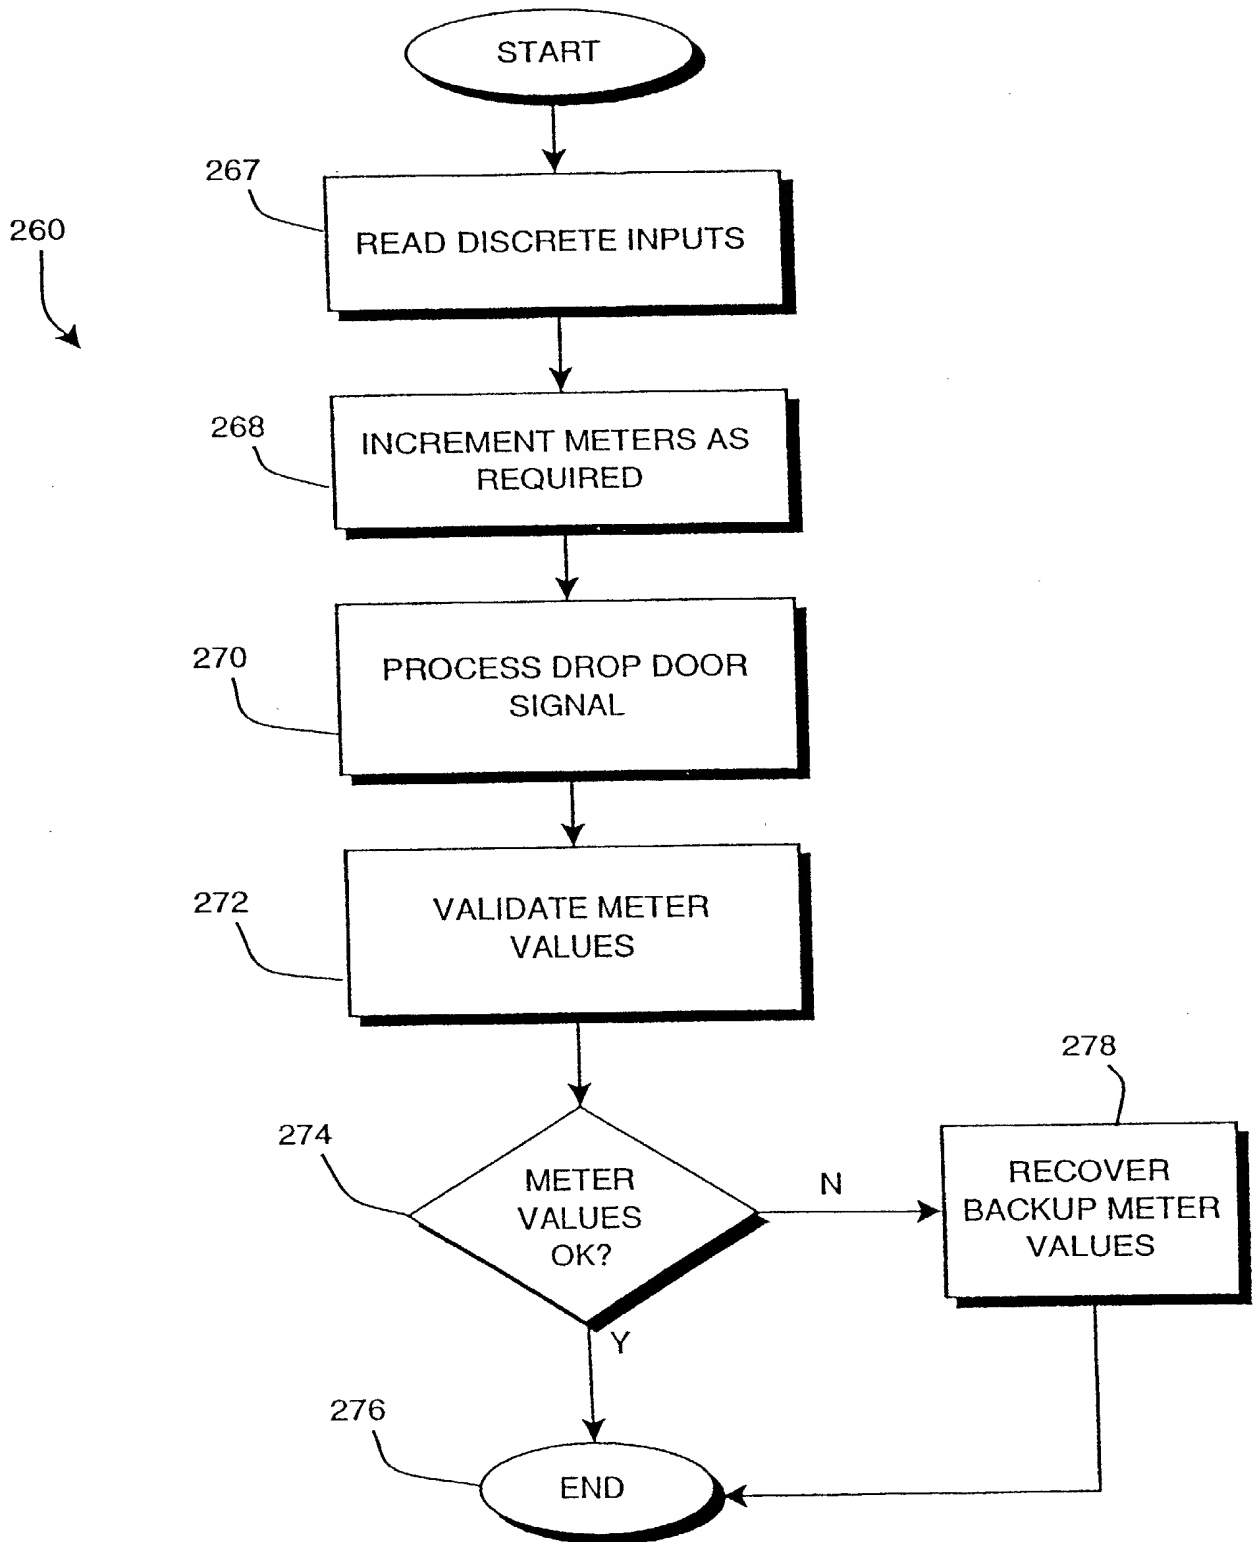 START
267
READ DISCRETE INPUTS
260
268
INCREMENT METERS AS
REQUIRED
270
PROCESS DROP DOOR
SIGNAL
272
VALIDATE METER
VALUES
278
274
METER
VALUES
OK?
N
RECOVER
BACKUP METER
VALUES
Y
276
END